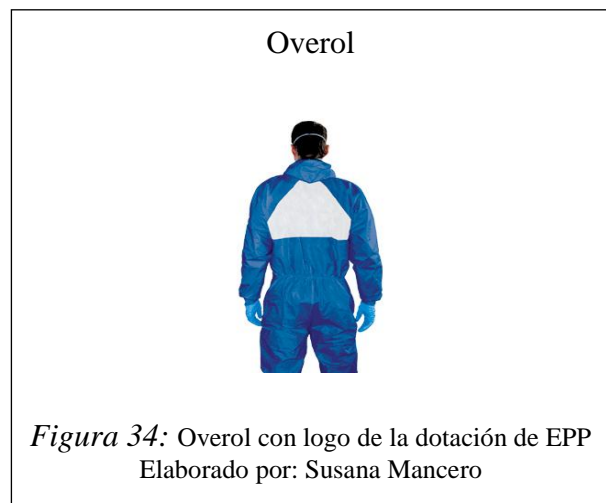 Overol
Figura 34: Overol con logo de la dotación de EPP
Elaborado por: Susana Mancero